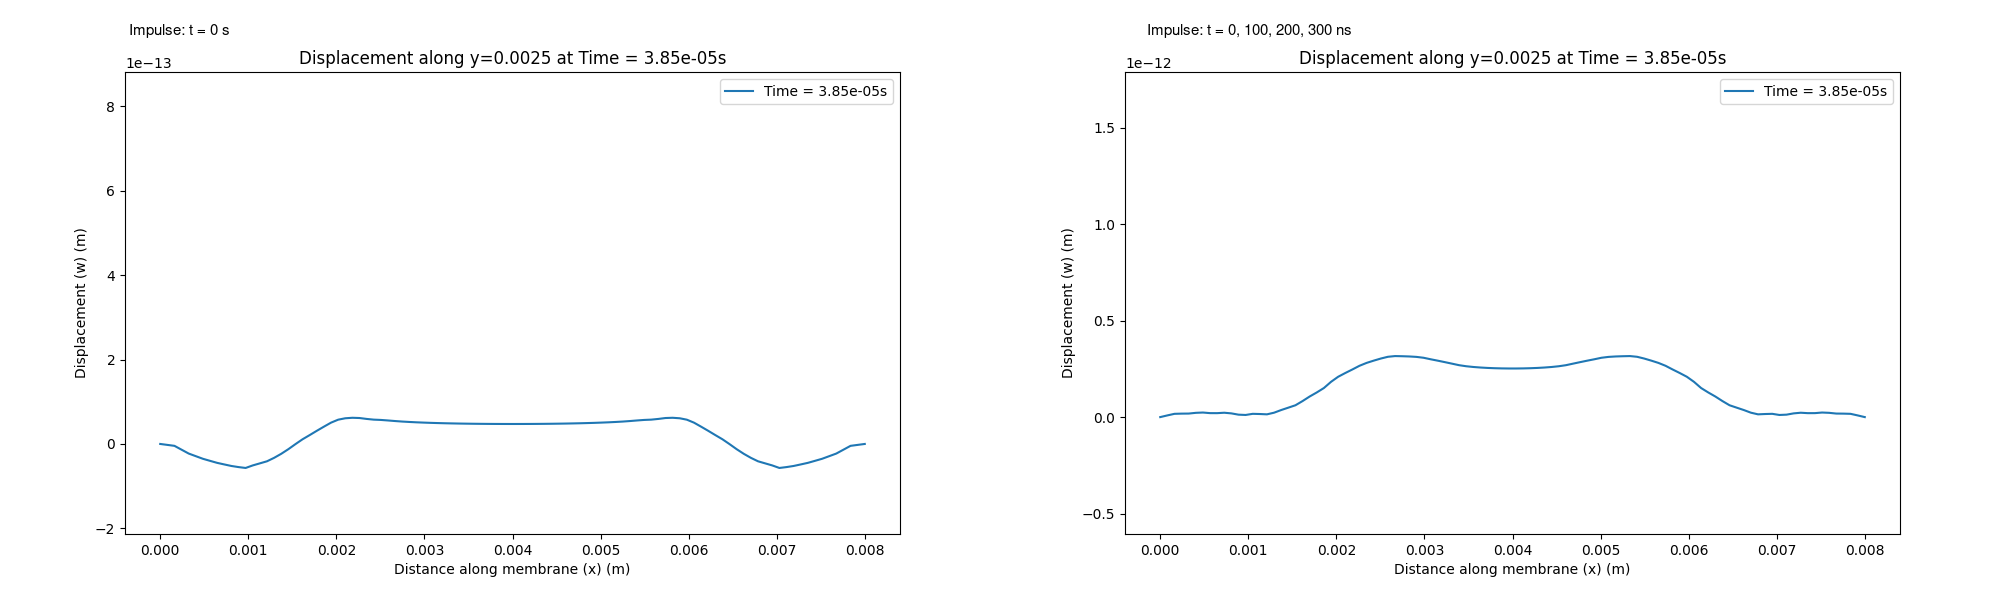 Impulse: t = 0 s
Displacement along y=0.0025 at Time = 3.85e-05s
1e−13
Time = 3.85e-05s
8
6
4
2
0
−2
Displacement (w) (m)
0.000 0.001 0.002 0.003 0.004 0.005 0.006 0.007 0.008
Distance along membrane (x) (m)
Impulse: t = 0, 100, 200, 300 ns
Displacement along y=0.0025 at Time = 3.85e-05s
1e−12
Time = 3.85e-05s
1.5
1.0
0.5
0.0
−0.5
Displacement (w) (m)
0.000 0.001 0.002 0.003 0.004 0.005 0.006 0.007 0.008
Distance along membrane (x) (m)